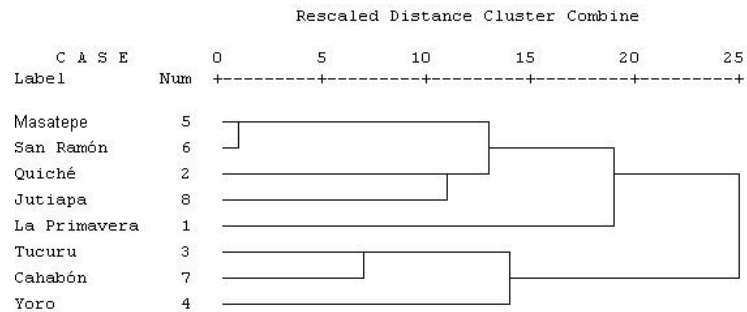 Rescaled Distance Cluster Combine
C A S E 0 5 10 15 20 25
Label Num +---------+---------+---------+---------+---------+
Masatepe 5
San Ramón 6
Quiché 2
Jutiapa 8
La Primavera 1
Tucuru 3
Cahabón 7
Yoro 4